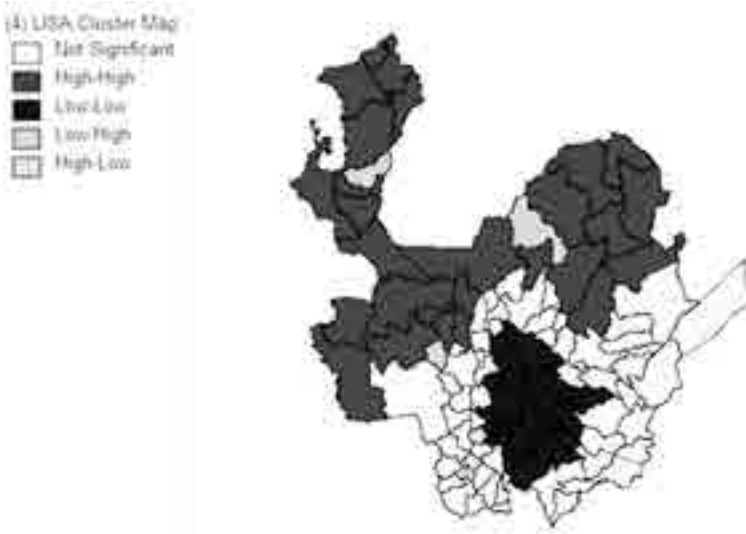 (4) LISA Cluster Map
Not Significant
High-High
Low-Low
Low-High
High-Low